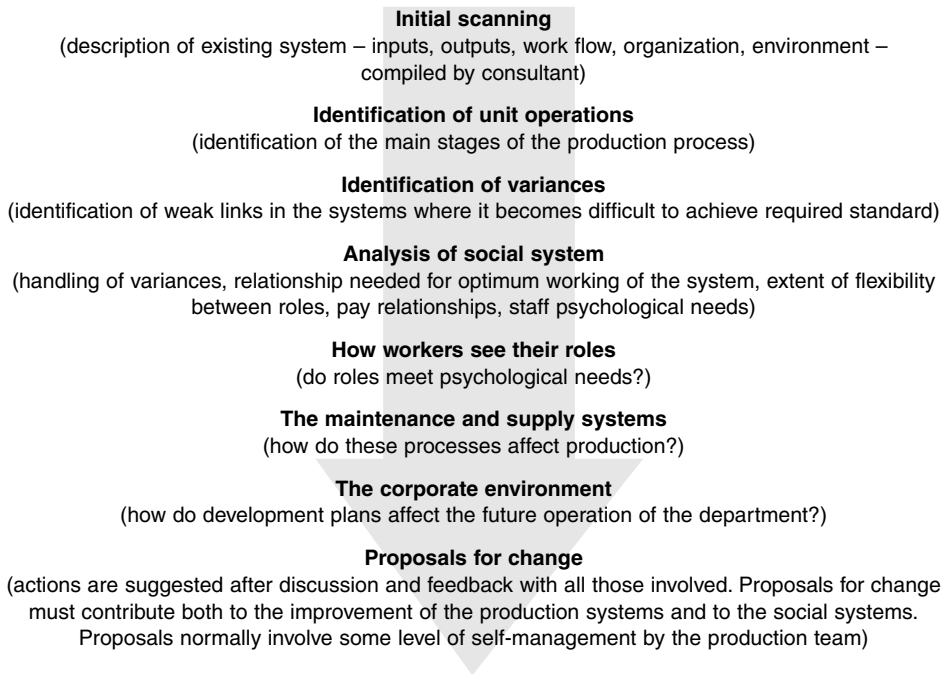 Initial scanning
(description of existing system – inputs, outputs, work flow, organization, environment –
compiled by consultant)
Identification of unit operations
(identification of the main stages of the production process)
Identification of variances
(identification of weak links in the systems where it becomes difficult to achieve required standard)
Analysis of social system
(handling of variances, relationship needed for optimum working of the system, extent of flexibility
between roles, pay relationships, staff psychological needs)
How workers see their roles
(do roles meet psychological needs?)
The maintenance and supply systems
(how do these processes affect production?)
The corporate environment
(how do development plans affect the future operation of the department?)
Proposals for change
(actions are suggested after discussion and feedback with all those involved. Proposals for change
must contribute both to the improvement of the production systems and to the social systems.
Proposals normally involve some level of self-management by the production team)